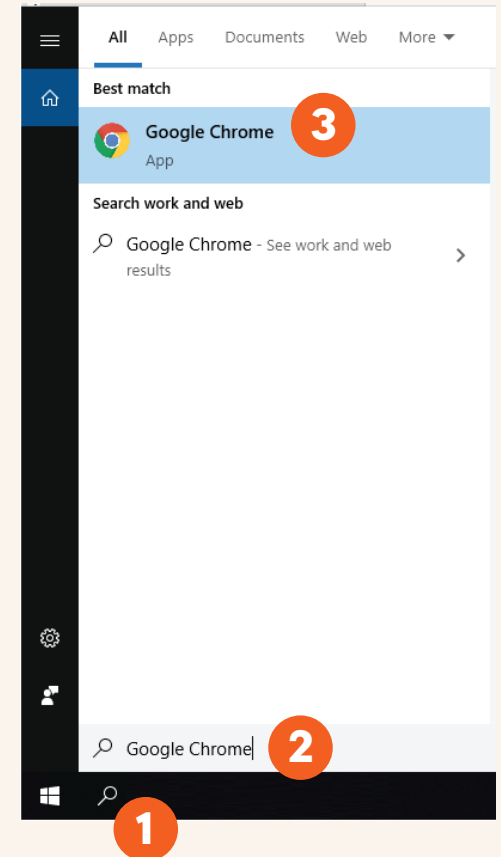 All Apps Documents Web More
Best match
Google Chrome 3
App
Search work and web
Google Chrome - See work and web
results
Google Chrome 2
1